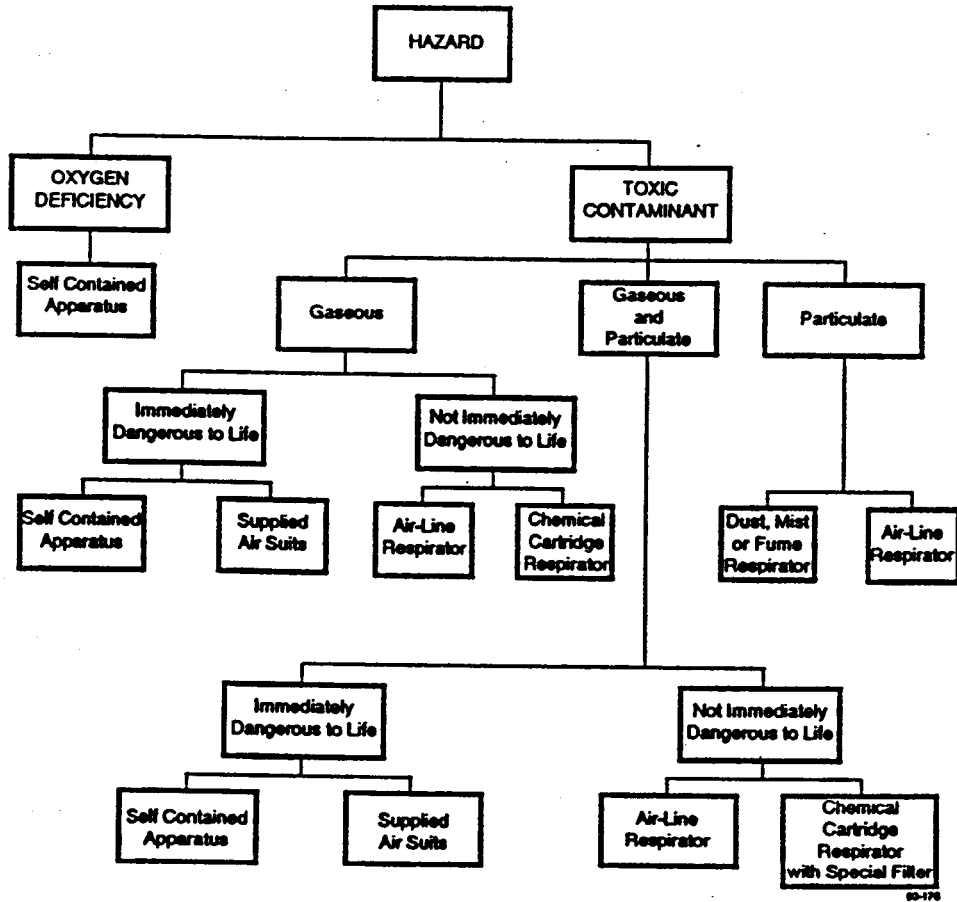 HAZARD
OXYGEN
DEFICIENCY
TOXIC
CONTAMINANT
Self Contained
Apparatus
Gaseous
Gaseous
and
Particulate
Particulate
Immediately
Dangerous to Life
Not Immediately
Dangerous to Life
Self Contained
Apparatus
Supplied
Air Suits
Air-Line
Respirator
Chemical
Cartridge
Respirator
Dust, Mist
or Fume
Respirator
Air-Line
Respirator
Immediately
Dangerous to Life
Not Immediately
Dangerous to Life
Self Contained
Apparatus
Supplied
Air Suits
Air-Line
Respirator
Chemical
Cartridge
Respirator
with Special Filter